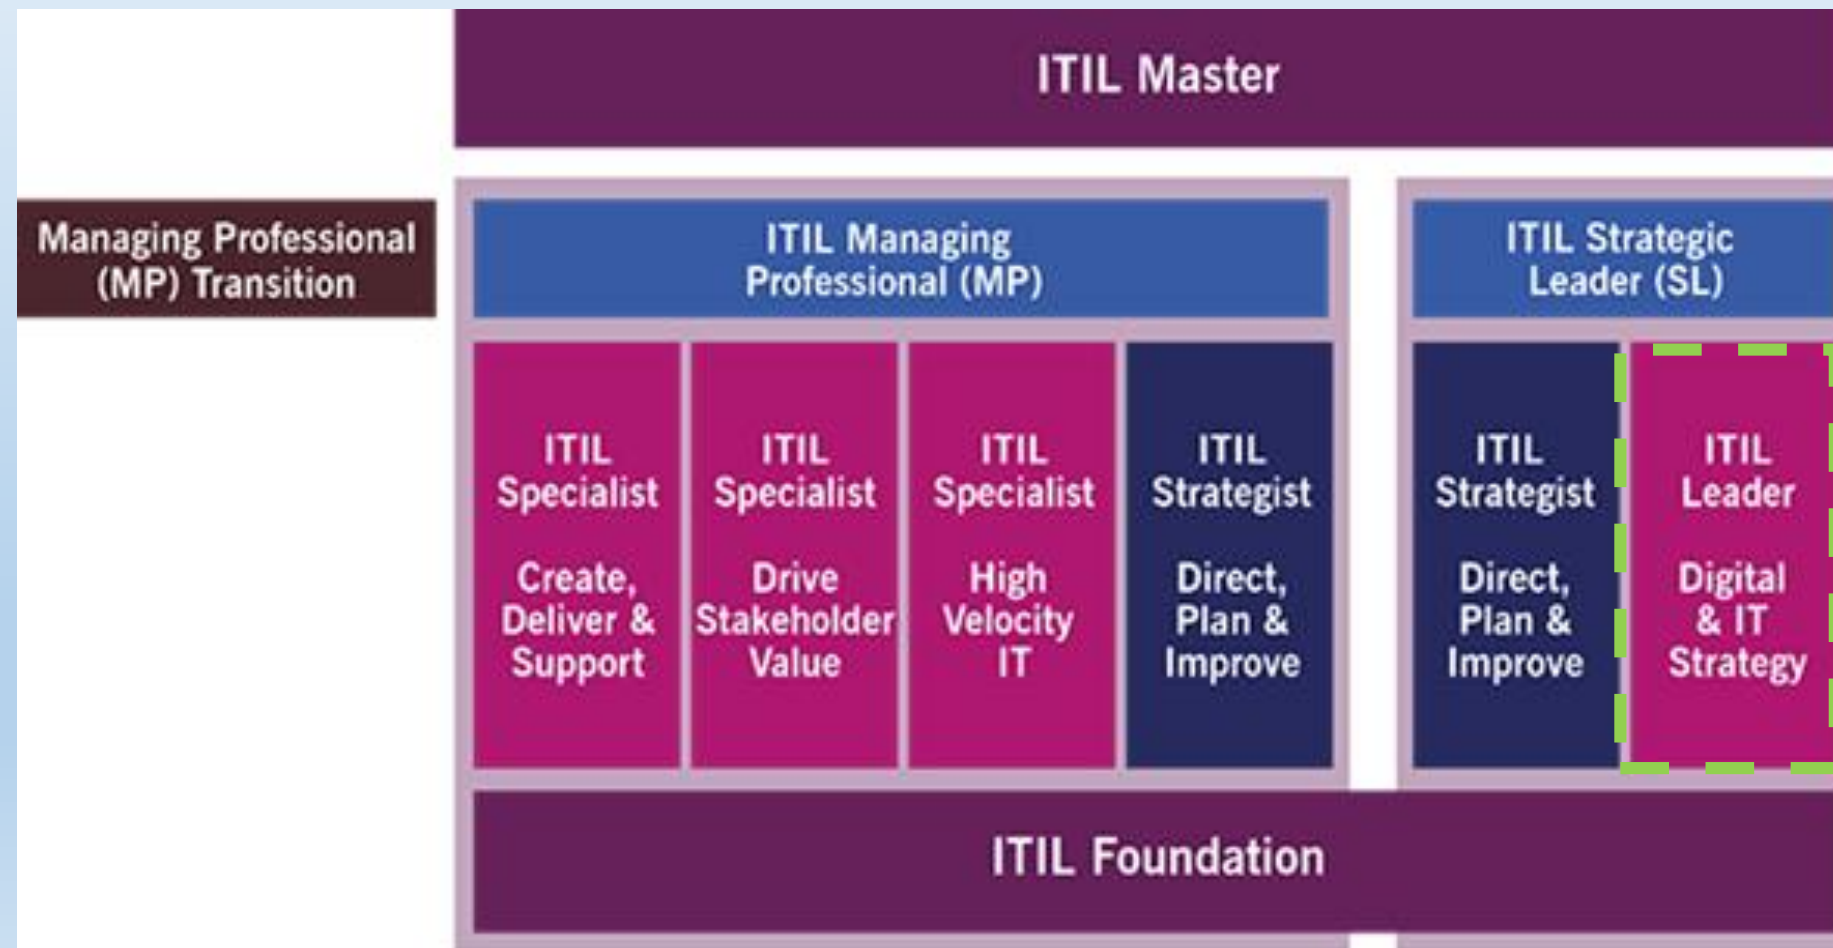 ITIL Master
Managing Professional
(MP) Transition
ITIL Managing
Professional (MP)
ITIL Strategic
Leader (SL)
ITIL
Specialist
Create,
Deliver &
Support
ITIL
Specialist
Drive
Stakeholder
Value
ITIL
Specialist
High
Velocity
IT
ITIL
Strategist
Direct,
Plan &
Improve
ITIL
Strategist
Direct,
Plan &
Improve
ITIL
Leader
Digital
& IT
Strategy
ITIL Foundation